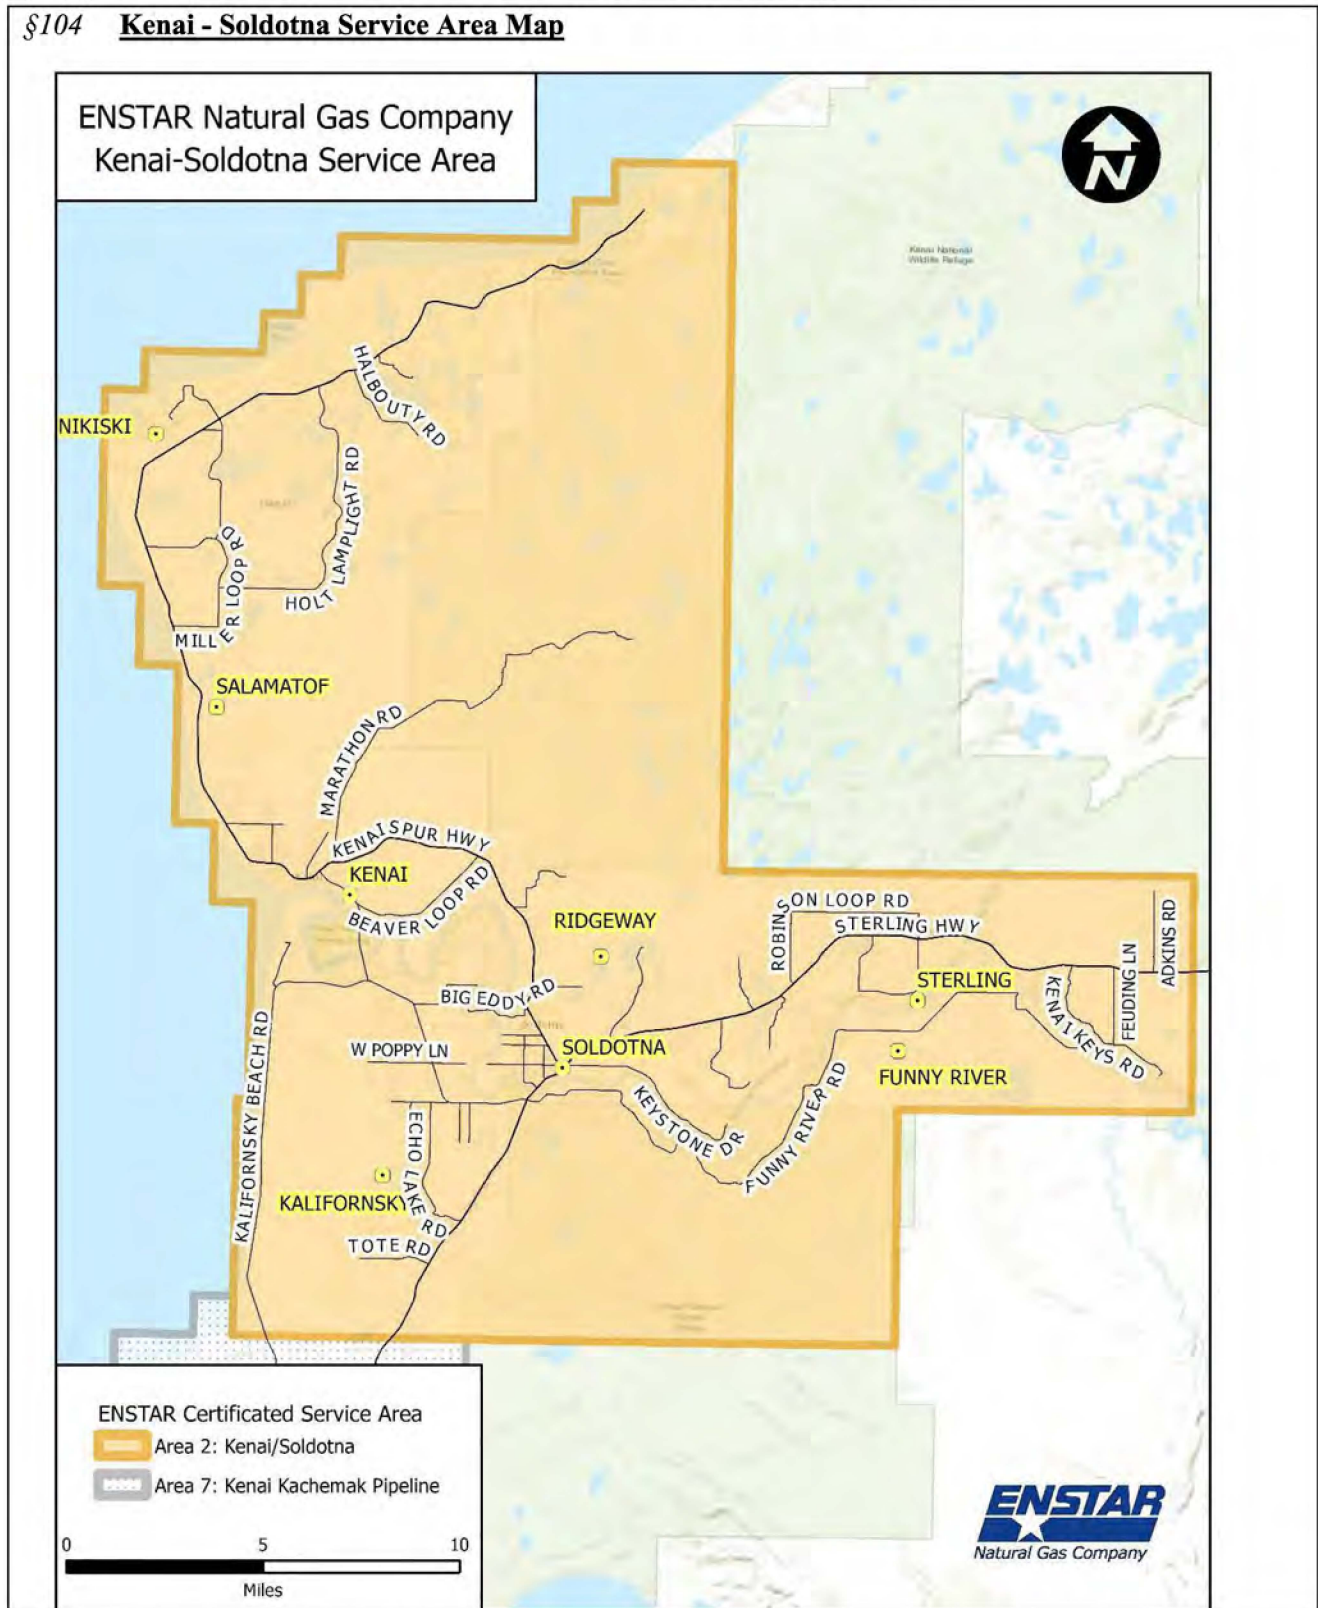 §104 Kenai - Soldotna Service Area Map
ENSTAR Natural Gas Company
Kenai-Soldotna Service Area
N
Kenai National
Wildlife Refuge
HALBOUTY RD
NIKISKI
HOLT LAMPLIGHT RD
MILLER LOOP RD
SALAMATOF
MARATHON RD
KENAI SPUR HWY
KENAI
BEAVER LOOP RD
RIDGEWAY
ROBINSON LOOP RD
STERLING HWY
ADKINS RD
FEUDING LN
STERLING
KENAI KEYS RD
BIG EDDY RD
W POPPY LN
SOLDOTNA
FUNNY RIVER
KALIFORNSKY BEACH RD
KEYSTONE DR
FUNNY RIVER RD
ECHO LAKE RD
KALIFORNSKY
TOTE RD
ENSTAR Certificated Service Area
Area 2: Kenai/Soldotna
Area 7: Kenai Kachemak Pipeline
0 5 10
Miles
ENSTAR
Natural Gas Company